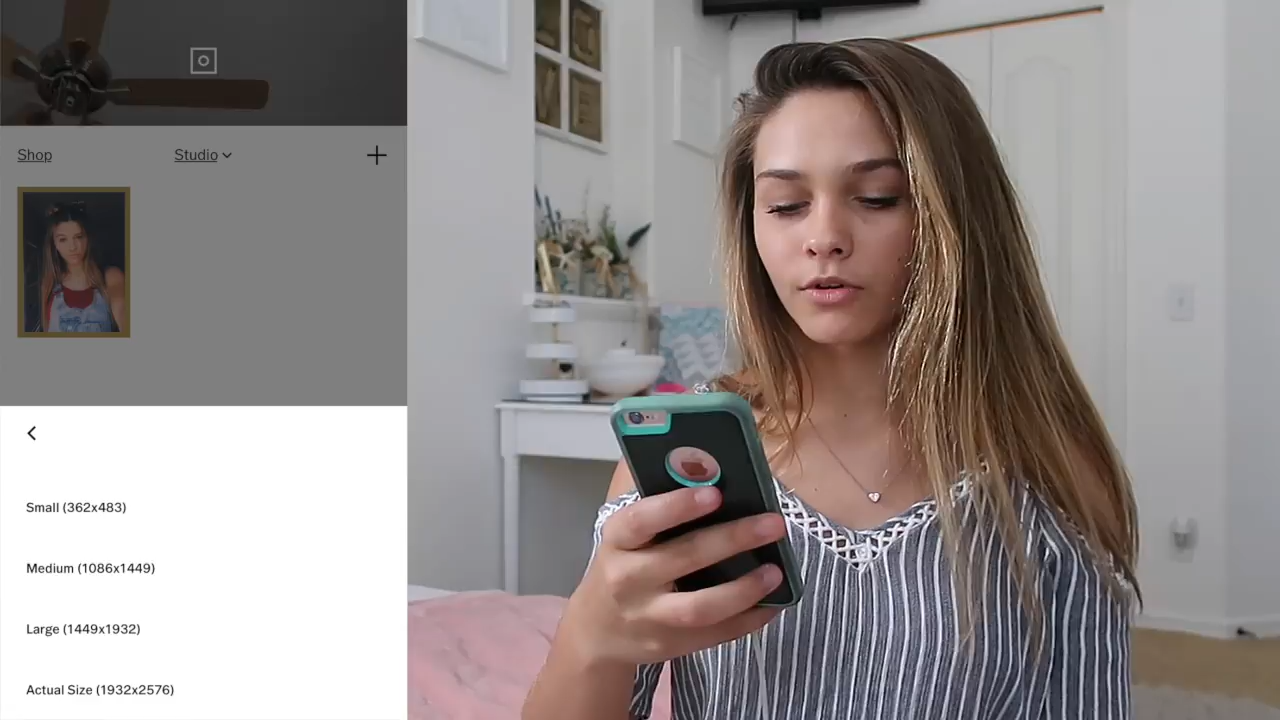 Shop
Studio
Small (362x483)
Medium (1086x1449)
Large (1449x1932)
Actual Size (1932x2576)